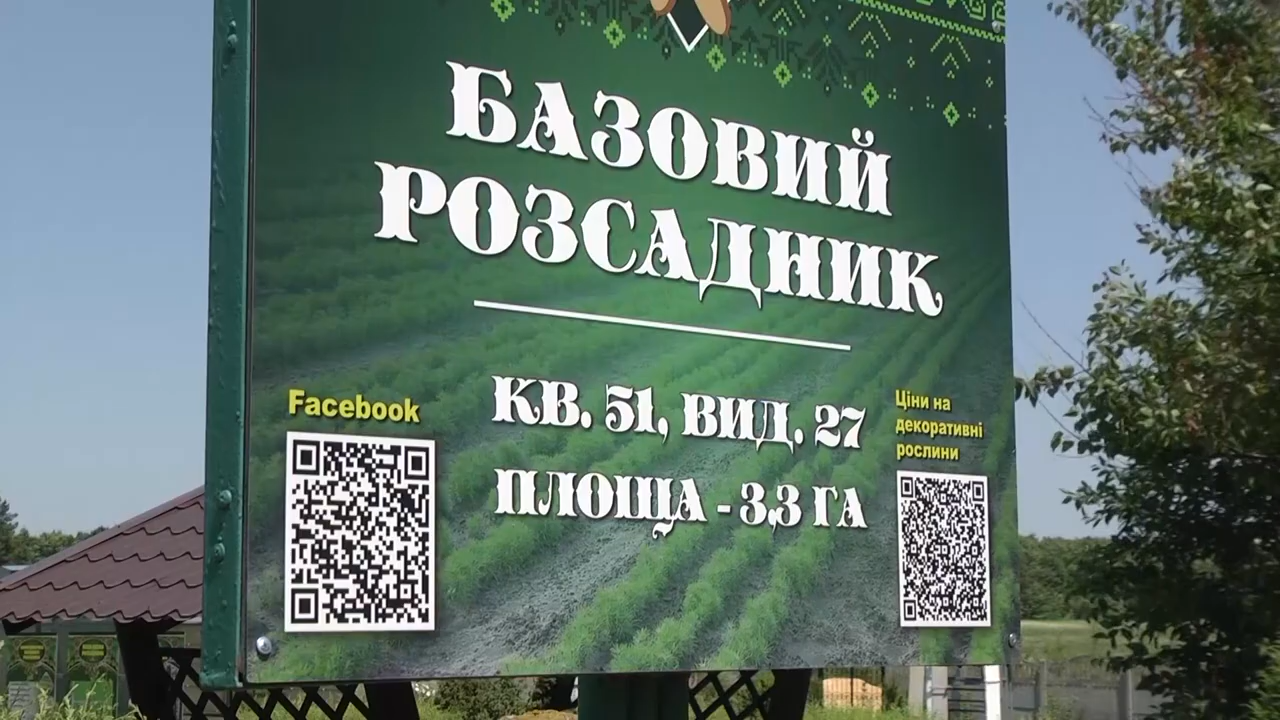 БАЗОВИЙ
РОЗСАДНИК
КВ. 51, ВИД. 27
ПЛОЩА - 3,3 ГА
Facebook
Ціни на
декоративні
рослини